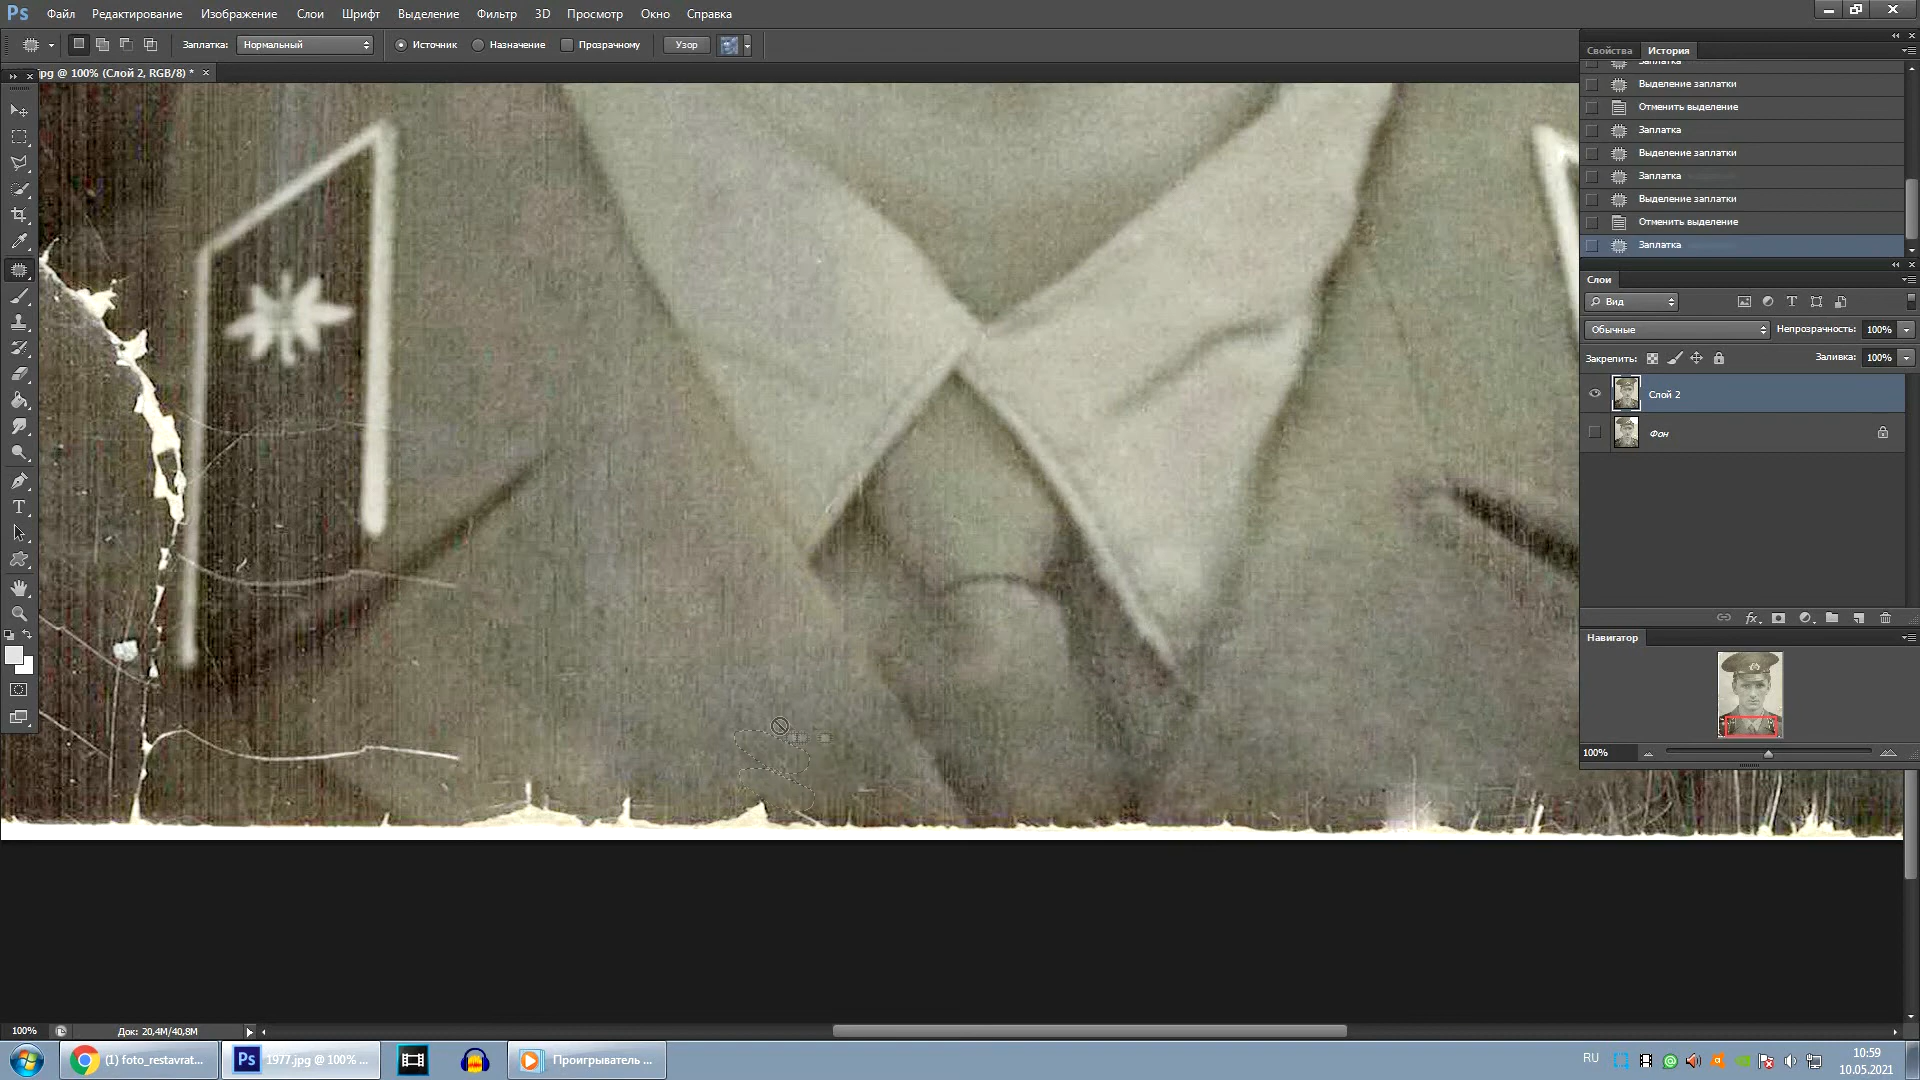 Ps Файл Редактирование Изображение Слои Шрифт Выделение Фильтр 3D Просмотр Окно Справка
Заплатка: Нормальный Источник Назначение Прозрачному Узор
jpg @ 100% (Слой 2, RGB/8) * ×
Свойства История
Заплатка
Выделение заплатки
Отменить выделение
Заплатка
Выделение заплатки
Заплатка
Выделение заплатки
Отменить выделение
Заплатка
Слои
Вид
Обычные Непрозрачность: 100%
Закрепить: Заливка: 100%
Слой 2
Фон
Навигатор
100%
100% Док: 20,4M/40,8M
(1) foto_restavrat...
Ps 1977.jpg @ 100% ...
Проигрыватель ...
RU
10:59
10.05.2021